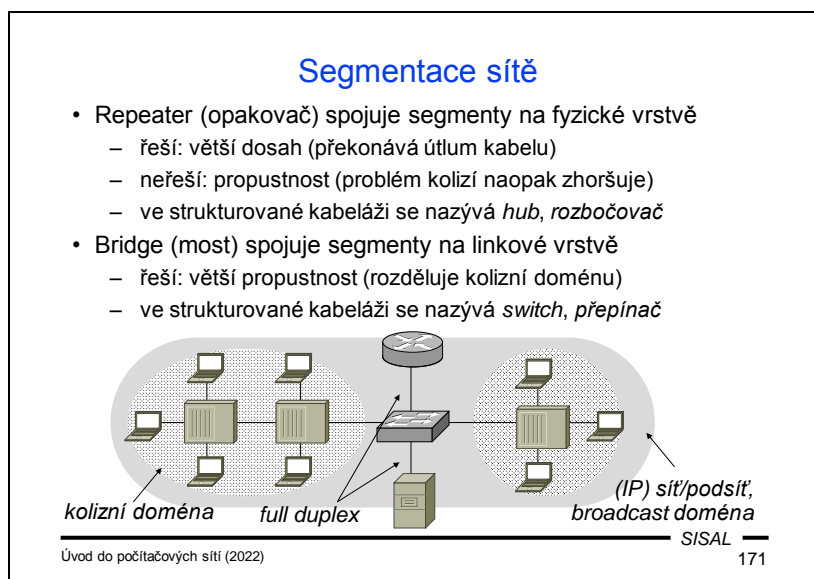 Segmentace sítě
• Repeater (opakovač) spojuje segmenty na fyzické vrstvě
– řeší: větší dosah (překonává útlum kabelu)
– neřeší: propustnost (problém kolizí naopak zhoršuje)
– ve strukturované kabeláži se nazývá hub, rozbočovač
• Bridge (most) spojuje segmenty na linkové vrstvě
– řeší: větší propustnost (rozděluje kolizní doménu)
– ve strukturované kabeláži se nazývá switch, přepínač
kolizní doména
full duplex
(IP) síť/podsíť,
broadcast doména
SISAL
Úvod do počítačových sítí (2022)
171